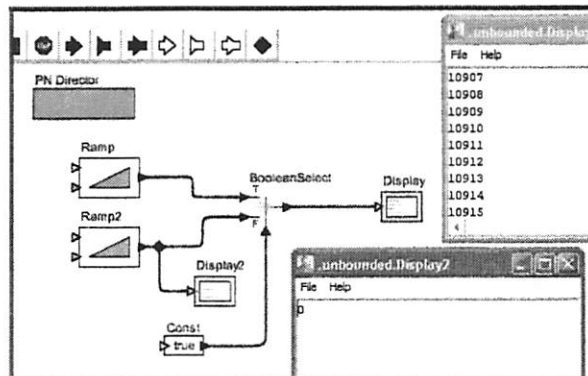 .unbounded.Display
File Help
10907
10908
10909
10910
10911
10912
10913
10914
10915
PN Director
Ramp
BooleanSelect
T
Display
F
Ramp2
Display2
Const
true
.unbounded.Display2
File Help
0